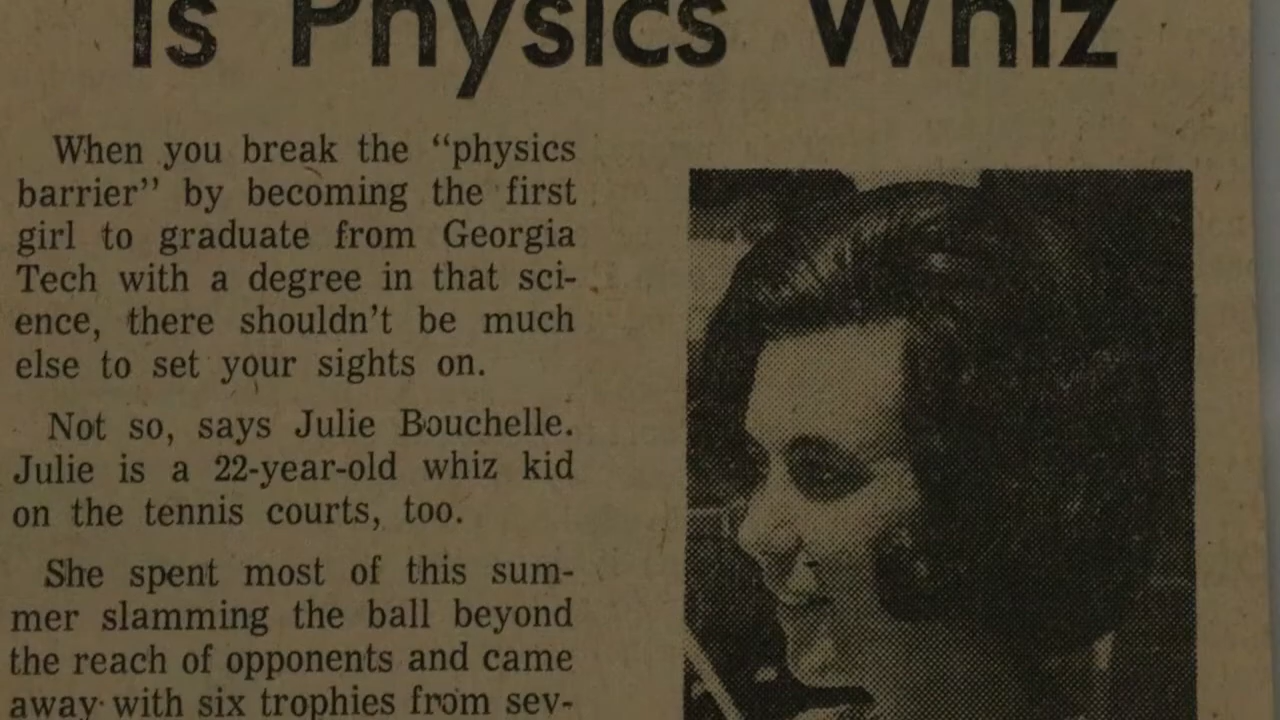 Is Physics Whiz
When you break the “physics
barrier” by becoming the first
girl to graduate from Georgia
Tech with a degree in that sci-
ence, there shouldn't be much
else to set your sights on.
Not so, says Julie Bouchelle.
Julie is a 22-year-old whiz kid
on the tennis courts, too.
She spent most of this sum-
mer slamming the ball beyond
the reach of opponents and came
away with six trophies from sev-